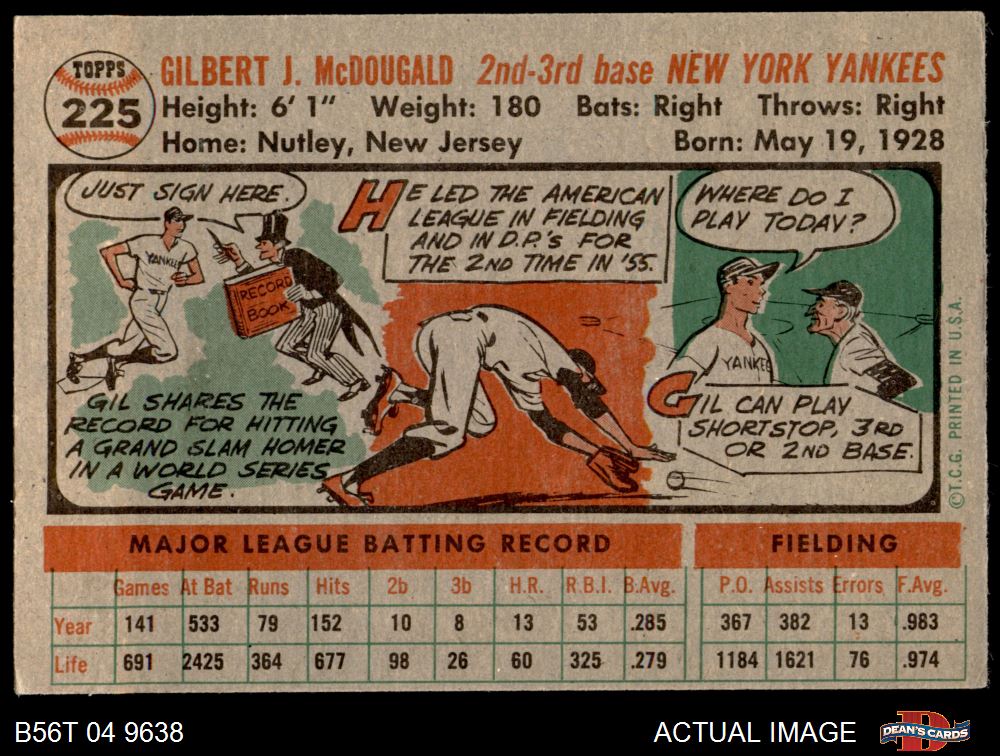 TOPPS
225
GILBERT J. McDOUGALD 2nd-3rd base NEW YORK YANKEES
Height: 6' 1" Weight: 180 Bats: Right Throws: Right
Home: Nutley, New Jersey Born: May 19, 1928
JUST SIGN HERE.
YANKEE
RECORD
BOOK
GIL SHARES THE
RECORD FOR HITTING
A GRAND SLAM HOMER
IN A WORLD SERIES
GAME.
HE LED THE AMERICAN
LEAGUE IN FIELDING
AND IN D.P.'s FOR
THE 2ND TIME IN '55.
WHERE DO I
PLAY TODAY?
YANKEE
GIL CAN PLAY
SHORTSTOP, 3RD
OR 2ND BASE.
©T.C.G. PRINTED IN U.S.A.
MAJOR LEAGUE BATTING RECORD FIELDING
Games At Bat Runs Hits 2b 3b H.R. R.B.I. B.Avg. P.O. Assists Errors F.Avg.
Year 141 533 79 152 10 8 13 53 .285 367 382 13 .983
Life 691 2425 364 677 98 26 60 325 .279 1184 1621 76 .974
B56T 04 9638 ACTUAL IMAGE
D
DEAN'S CARDS